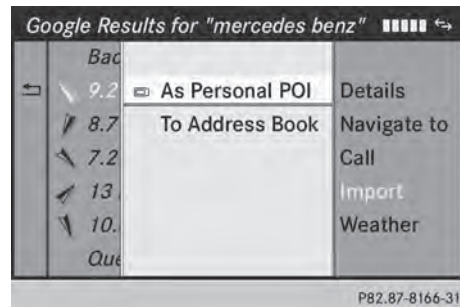 Google Results for "mercedes benz"
Bac
9.2
8.7
7.2
13
10.
Que
As Personal POI
To Address Book
Details
Navigate to
Call
Import
Weather
P82.87-8166-31